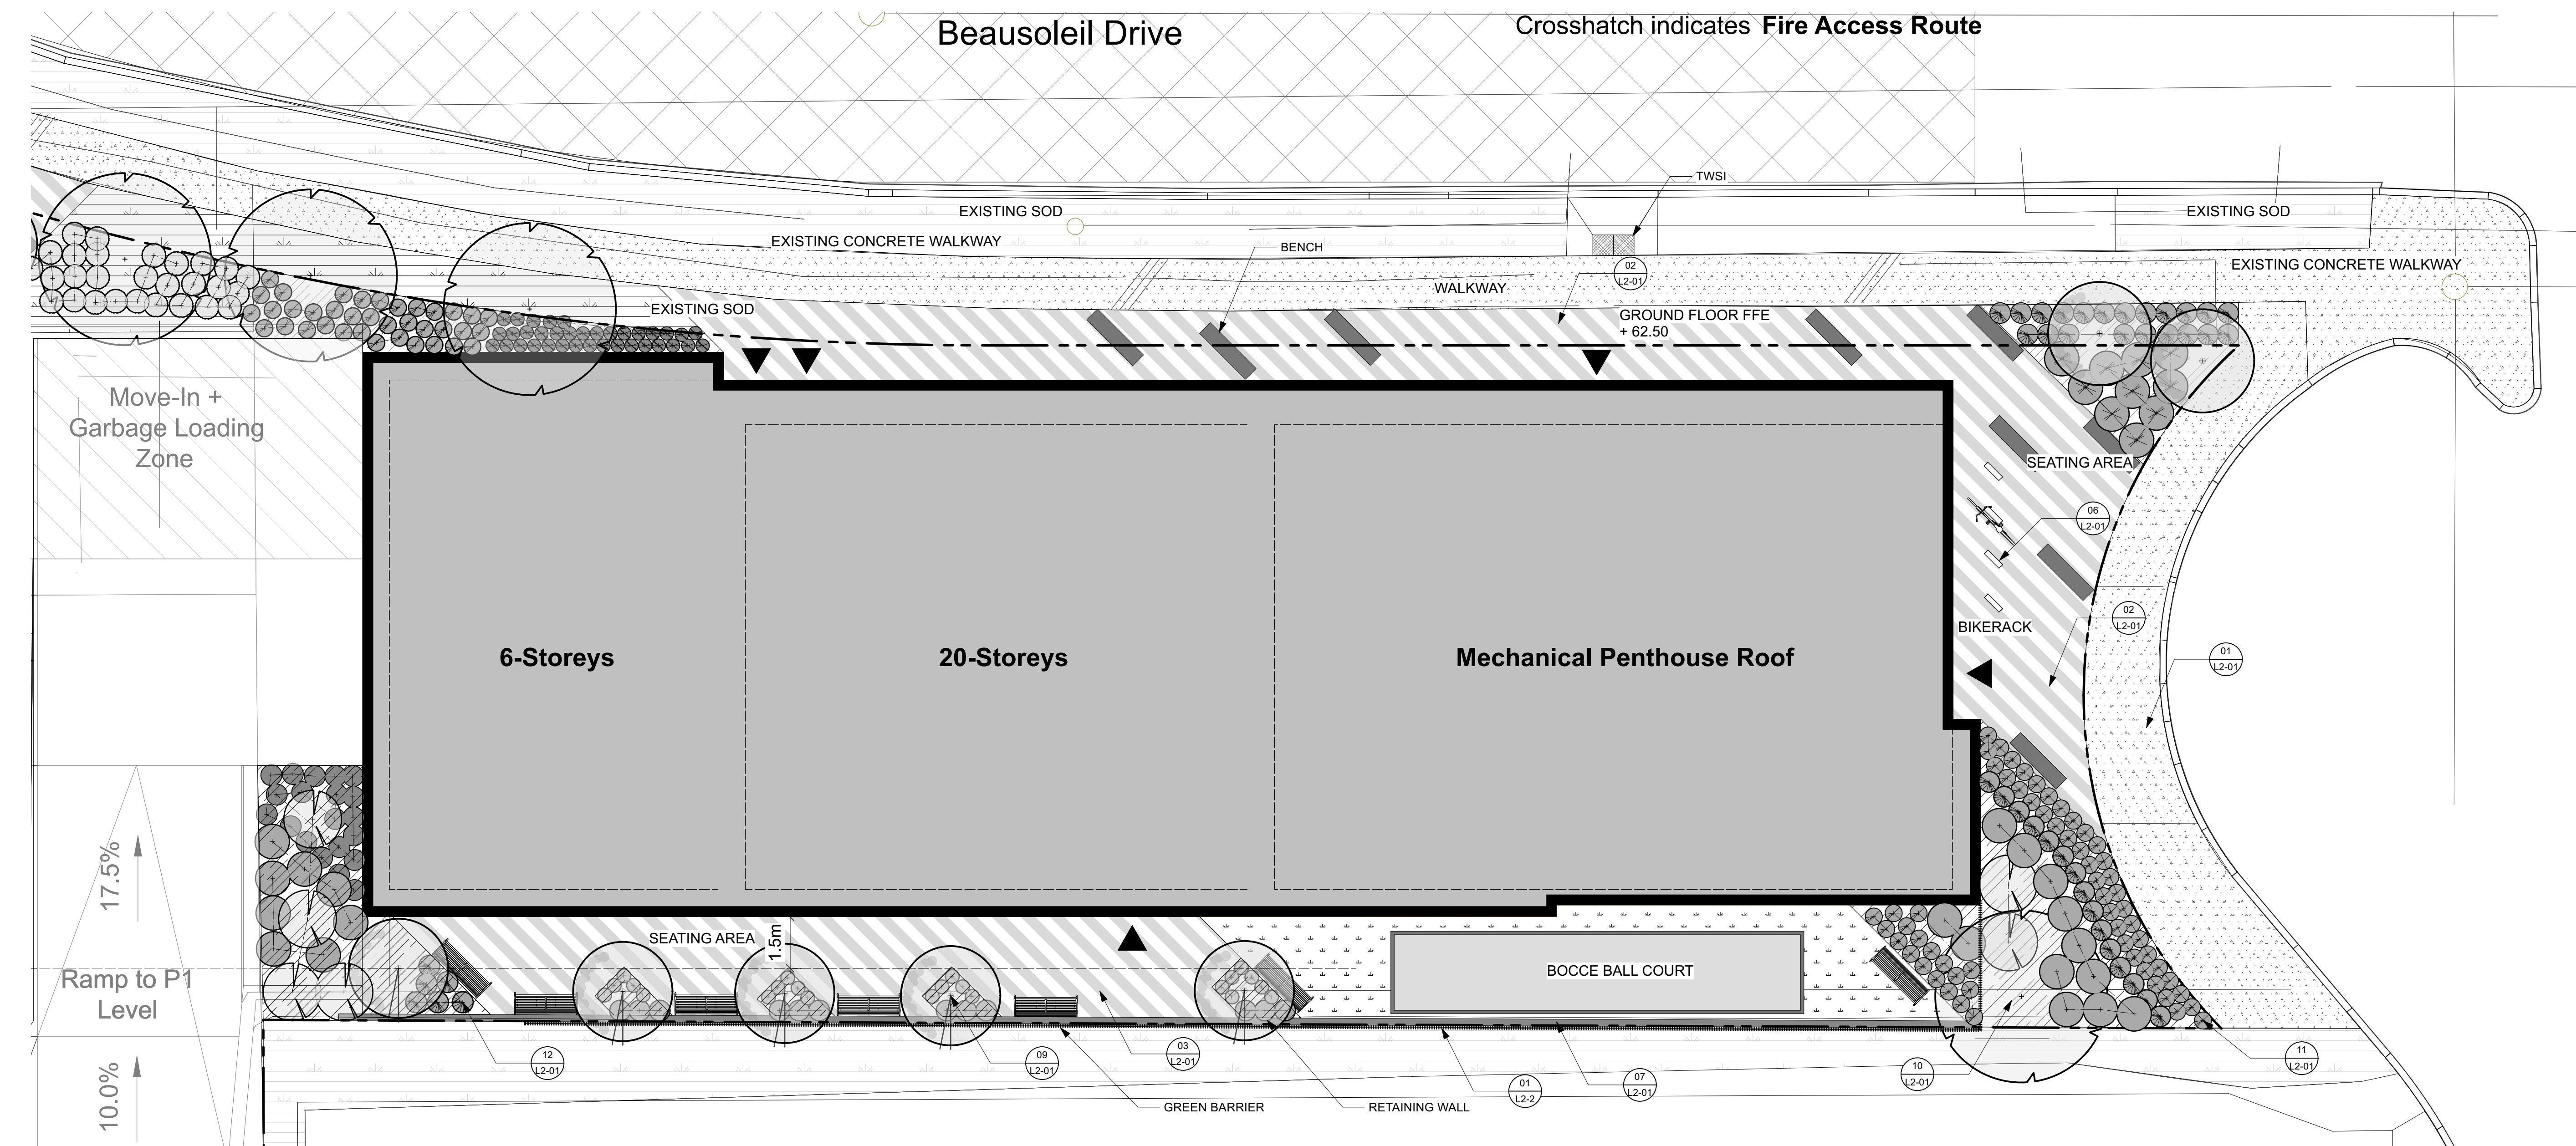 Beausoleil Drive
Crosshatch indicates Fire Access Route
TWSI
EXISTING SOD
EXISTING SOD
EXISTING CONCRETE WALKWAY
BENCH
02
L2-01
EXISTING CONCRETE WALKWAY
WALKWAY
EXISTING SOD
GROUND FLOOR FFE
+ 62.50
Move-In +
Garbage Loading
Zone
SEATING AREA
06
L2-01
BIKERACK
02
L2-01
01
L2-01
6-Storeys
20-Storeys
Mechanical Penthouse Roof
17.5%
SEATING AREA
1.5m
BOCCE BALL COURT
Ramp to P1
Level
10.0%
12
L2-01
09
L2-01
03
L2-01
01
L2-2
07
L2-01
10
L2-01
11
L2-01
GREEN BARRIER
RETAINING WALL